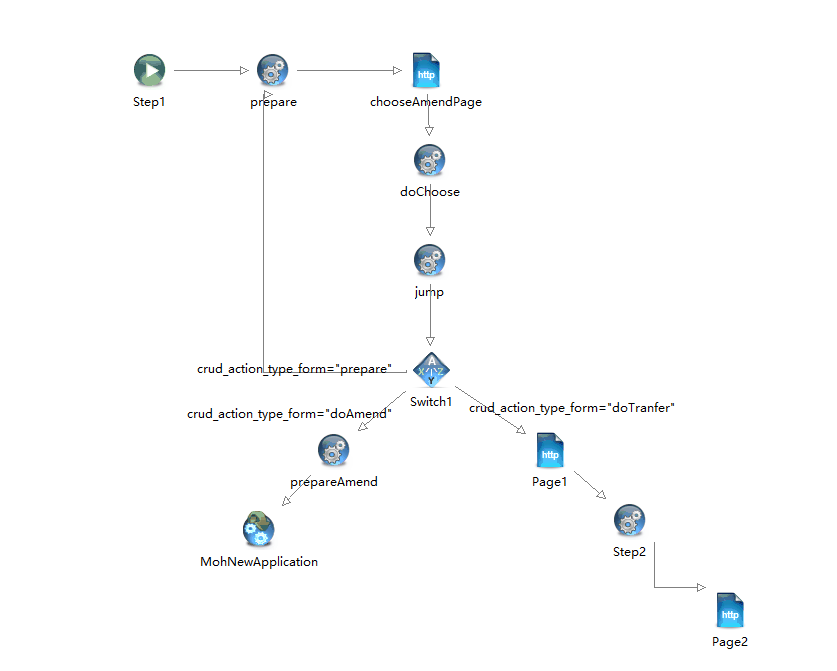 Step1
prepare
http
chooseAmendPage
doChoose
jump
A
X Z
Y
crud_action_type_form="prepare"
Switch1
crud_action_type_form="doAmend"
crud_action_type_form="doTranfer"
http
prepareAmend
Page1
Step2
MohNewApplication
http
Page2